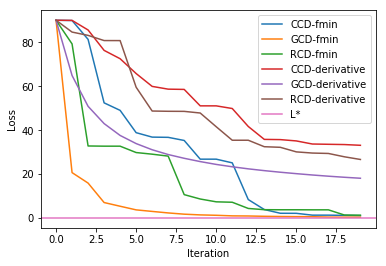 CCD-fmin
GCD-fmin
RCD-fmin
CCD-derivative
GCD-derivative
RCD-derivative
L*
80
60
40
20
0
Loss
0.0 2.5 5.0 7.5 10.0 12.5 15.0 17.5
Iteration